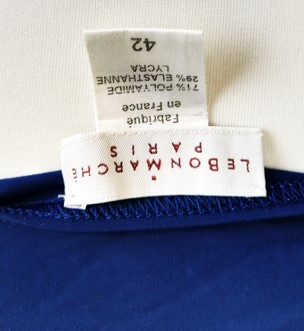 LE BON MARCHÉ
PARIS
Fabriqué
en France
71% POLYAMIDE
29% ELASTHANNE
LYCRA
42